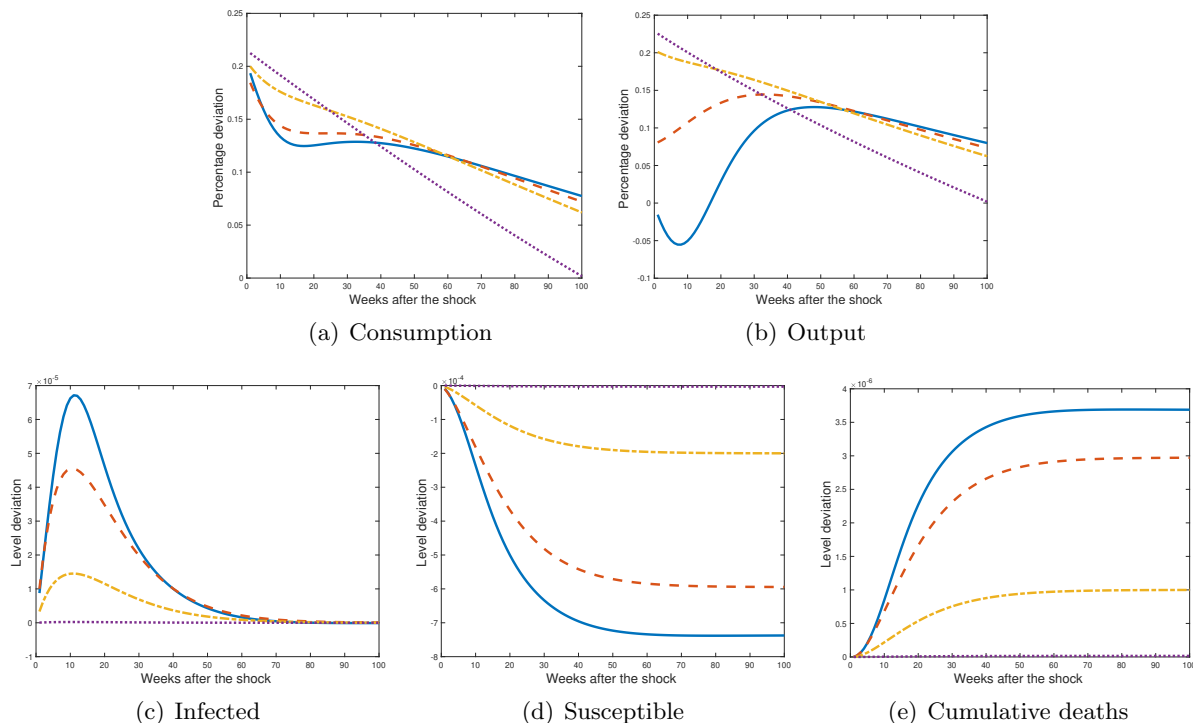 0.25
0.2
0.15
0.1
0.05
0
Percentage deviation
0 10 20 30 40 50 60 70 80 90 100
Weeks after the shock
(a) Consumption
0.25
0.2
0.15
0.1
0.05
0
-0.05
-0.1
Percentage deviation
0 10 20 30 40 50 60 70 80 90 100
Weeks after the shock
(b) Output
×10⁻⁵
7
6
5
4
3
2
1
0
-1
Level deviation
0 10 20 30 40 50 60 70 80 90 100
Weeks after the shock
(c) Infected
×10⁻⁴
0
-1
-2
-3
-4
-5
-6
-7
-8
Level deviation
0 10 20 30 40 50 60 70 80 90 100
Weeks after the shock
(d) Susceptible
×10⁻⁶
4
3.5
3
2.5
2
1.5
1
0.5
0
Level deviation
0 10 20 30 40 50 60 70 80 90 100
Weeks after the shock
(e) Cumulative deaths